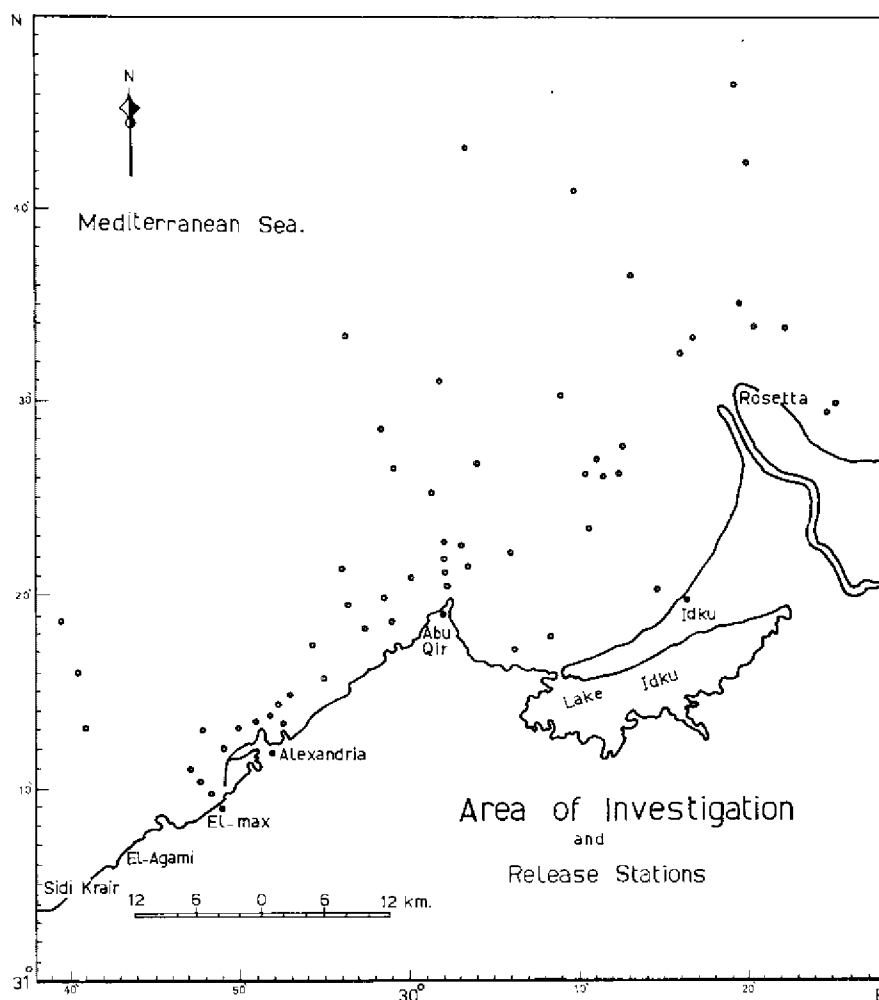 N
N
Mediterranean Sea.
40'
30'
Rosetta
20'
Idku
Abu
Qir
Lake Idku
Alexandria
10'
El-max
Area of Investigation
and
Release Stations
El-Agami
Sidi Krair
12 6 0 6 12 km.
31°
40' 50' 30° 10' 20'